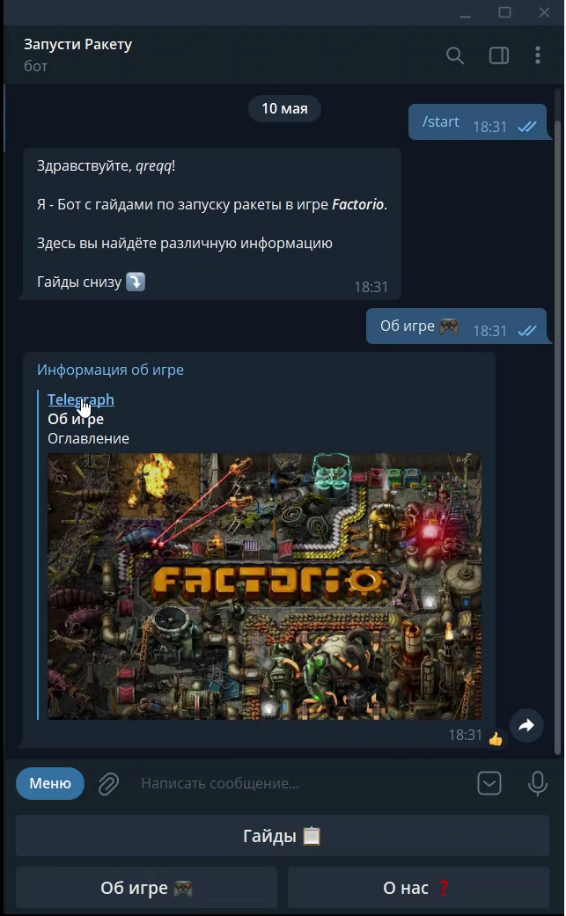 Запусти Ракету
бот
10 мая
/start 18:31
Здравствуйте, qreqq!
Я - Бот с гайдами по запуску ракеты в игре Factorio.
Здесь вы найдёте различную информацию
Гайды снизу ⤵️
18:31
Об игре 🎮 18:31
Информация об игре
Telegraph
Об игре
Оглавление
FACTORIO
18:31 👍
Меню
Написать сообщение...
Гайды 📋
Об игре 🎮
О нас ❓